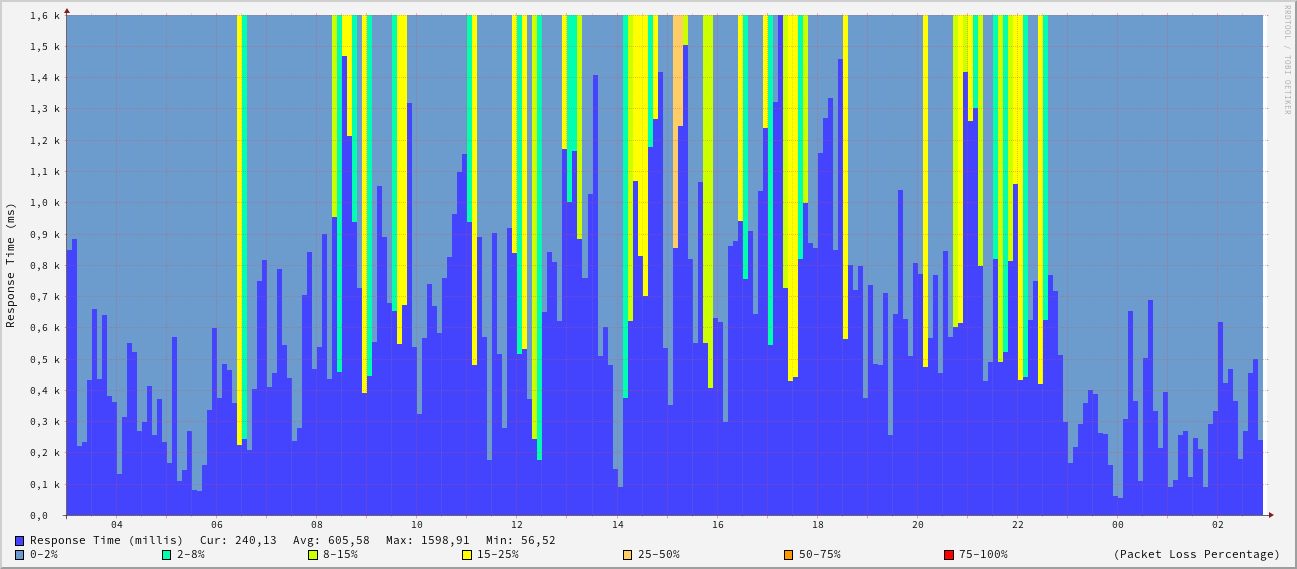 RRDTOOL / TOBI OETIKER
Response Time (ms)
1,6 k
1,5 k
1,4 k
1,3 k
1,2 k
1,1 k
1,0 k
0,9 k
0,8 k
0,7 k
0,6 k
0,5 k
0,4 k
0,3 k
0,2 k
0,1 k
0,0
04 06 08 10 12 14 16 18 20 22 00 02
Response Time (millis) Cur: 240,13 Avg: 605,58 Max: 1598,91 Min: 56,52
0-2% 2-8% 8-15% 15-25% 25-50% 50-75% 75-100% (Packet Loss Percentage)